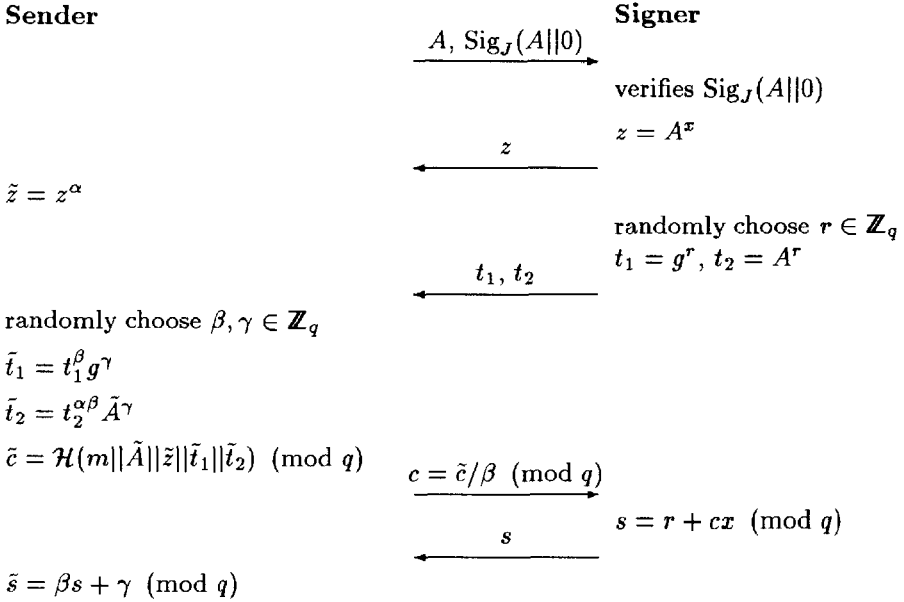 Sender
Signer
A, Sig_J(A||0)
verifies Sig_J(A||0)
z = A^x
z
z̃ = z^α
randomly choose r ∈ ℤ_q
t_1 = g^r, t_2 = A^r
t_1, t_2
randomly choose β, γ ∈ ℤ_q
t̃_1 = t_1^β g^γ
t̃_2 = t_2^{αβ} Ã^γ
c̃ = 𝓗(m||Ã||z̃||t̃_1||t̃_2) (mod q)
c = c̃/β (mod q)
s = r + cx (mod q)
s
s̃ = βs + γ (mod q)